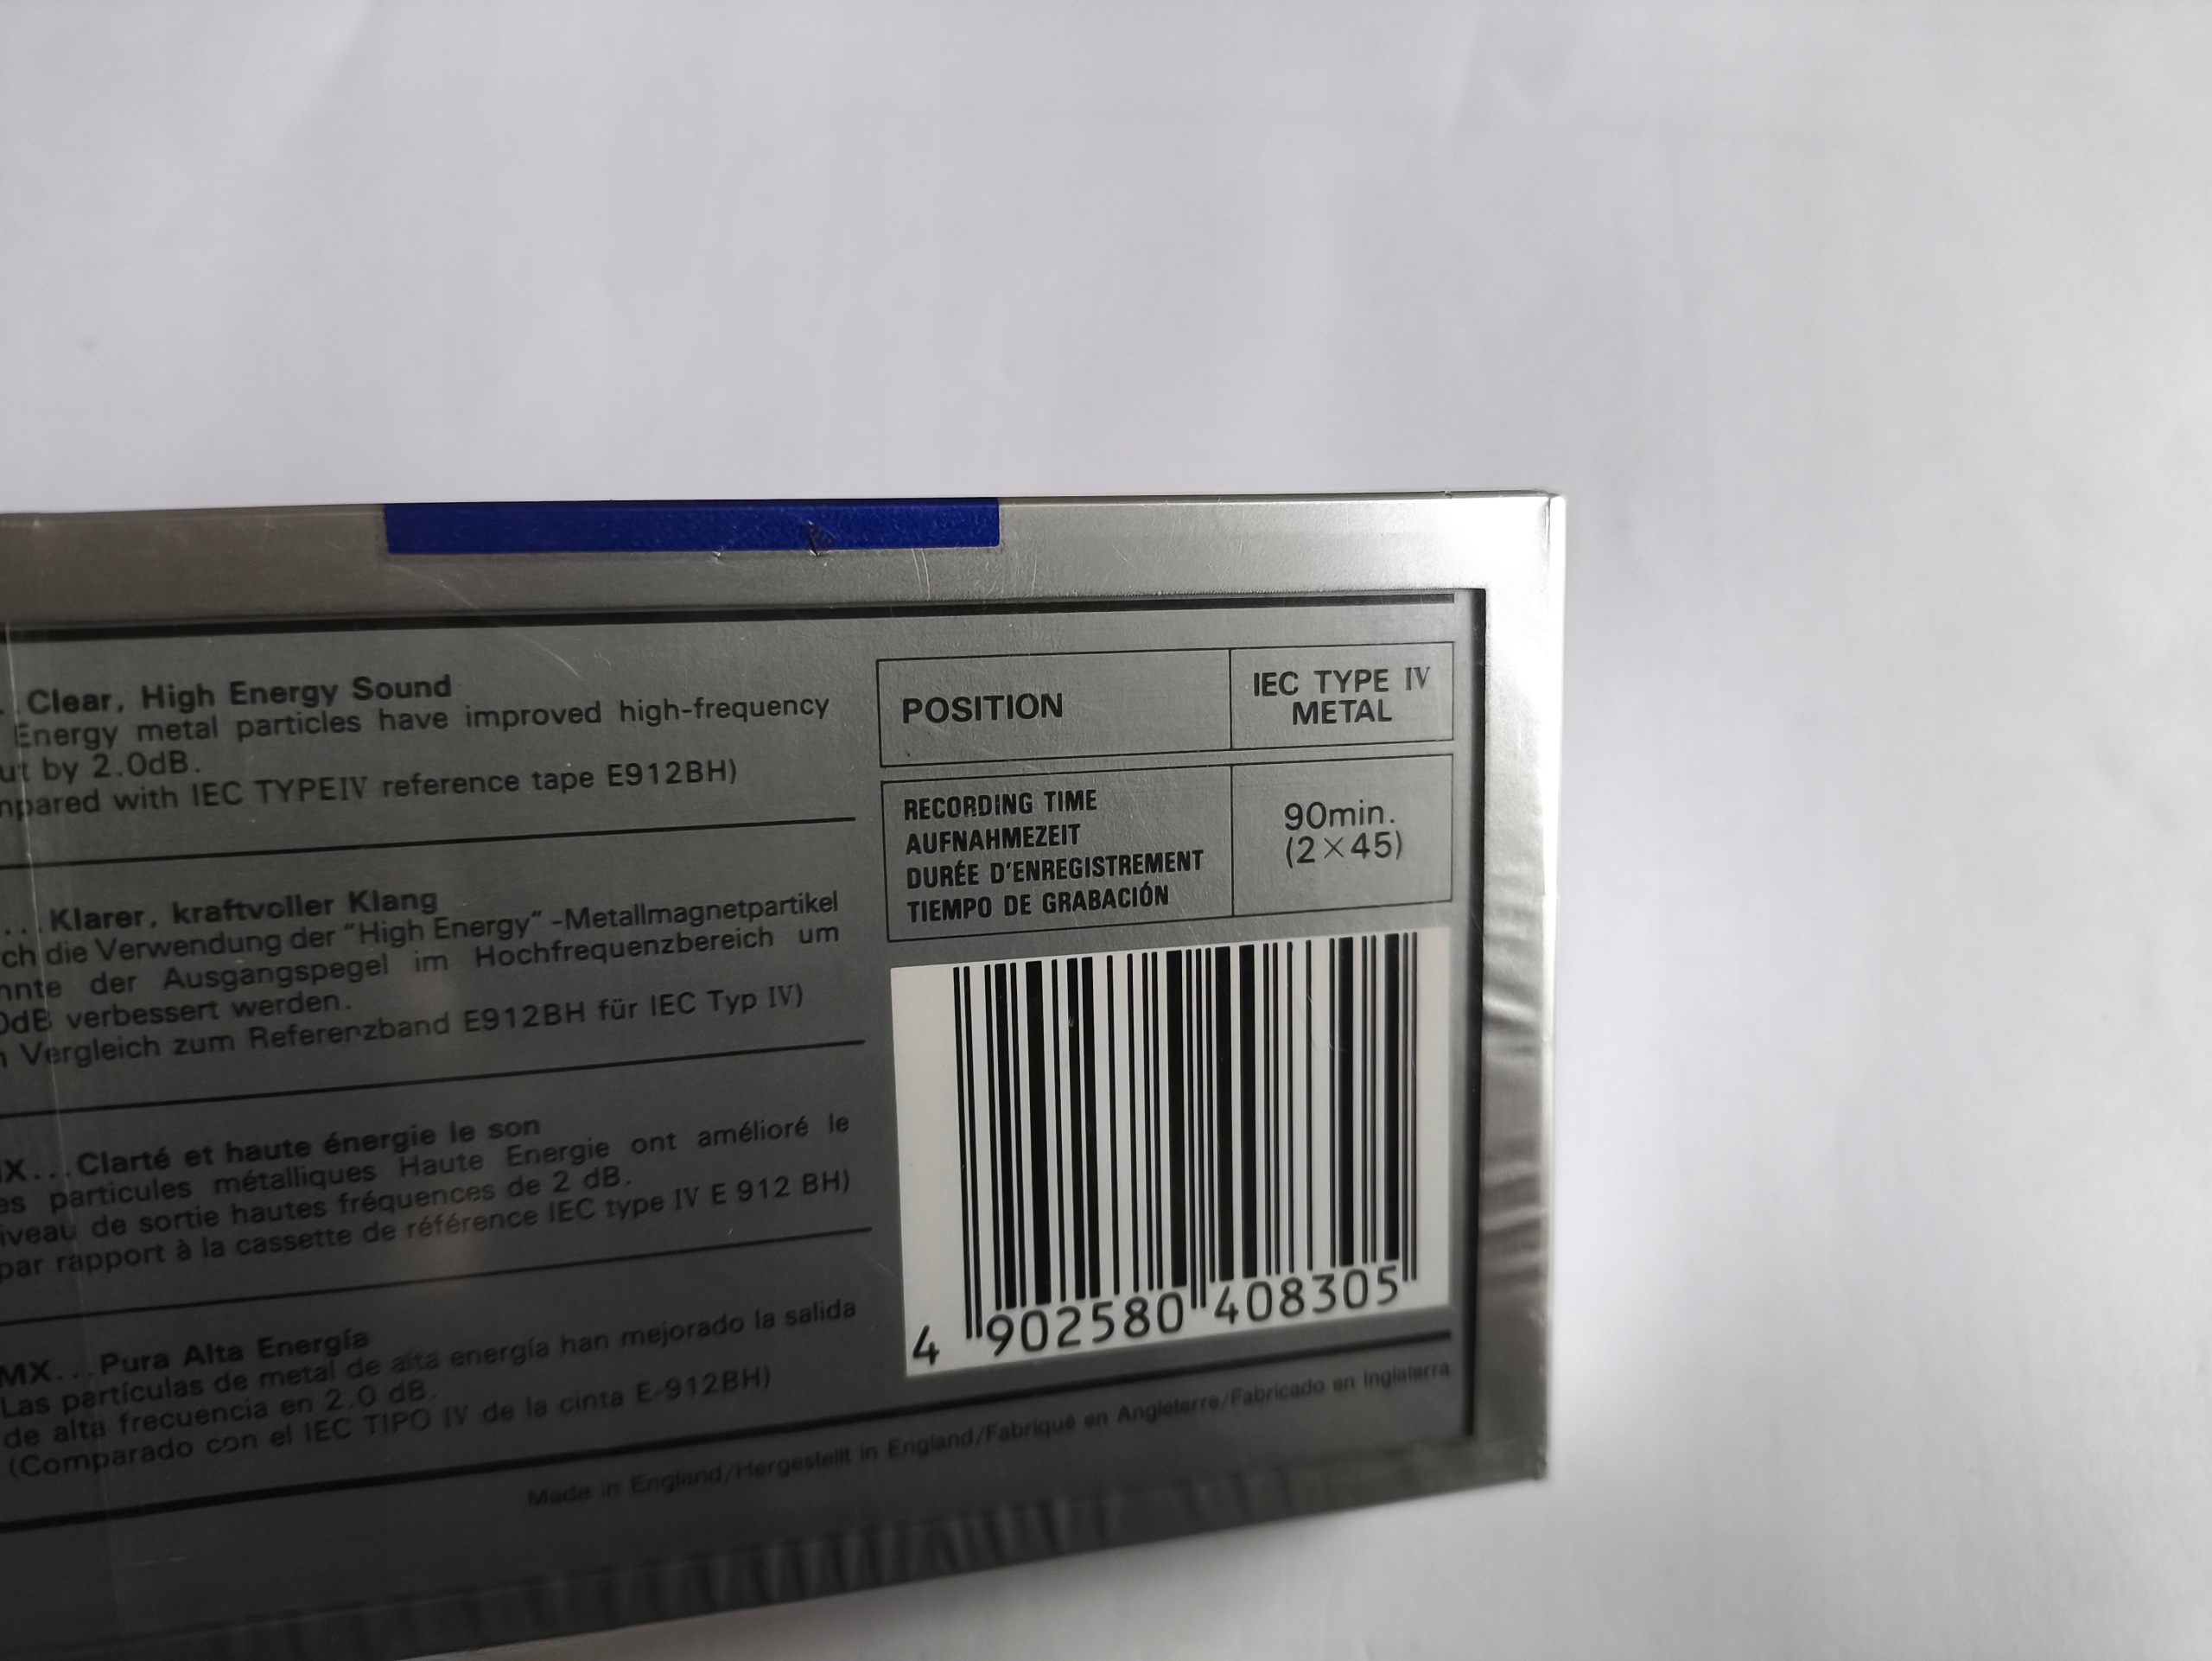 . Clear, High Energy Sound
Energy metal particles have improved high-frequency
ut by 2.0dB.
mpared with IEC TYPEIV reference tape E912BH)
... Klarer, kraftvoller Klang
ch die Verwendung der "High Energy" -Metallmagnetpartikel
nnte der Ausgangspegel im Hochfrequenzbereich um
0dB verbessert werden.
n Vergleich zum Referenzband E912BH für IEC Typ IV)
IX... Clarté et haute énergie le son
es particules métalliques Haute Energie ont amélioré le
iveau de sortie hautes fréquences de 2 dB.
par rapport à la cassette de référence IEC type IV E 912 BH)
MX... Pura Alta Energía
Las partículas de metal de alta energía han mejorado la salida
de alta frecuencia en 2.0 dB.
(Comparado con el IEC TIPO IV de la cinta E-912BH)
POSITION
IEC TYPE IV
METAL
RECORDING TIME
AUFNAHMEZEIT
DURÉE D'ENREGISTREMENT
TIEMPO DE GRABACIÓN
90min.
(2×45)
4 902580 408305
Made in England/Hergestellt in England/Fabriqué en Angleterre/Fabricado en Inglaterra